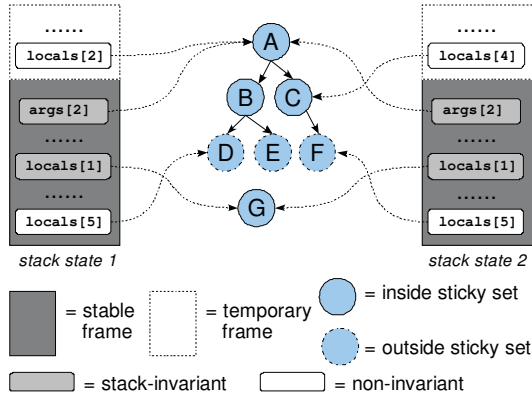 ......
locals[2]
args[2]
......
locals[1]
......
locals[5]
stack state 1
A
B
C
D
E
F
G
......
locals[4]
args[2]
......
locals[1]
......
locals[5]
stack state 2
= stable
frame
= temporary
frame
= inside sticky set
= outside sticky set
= stack-invariant
= non-invariant